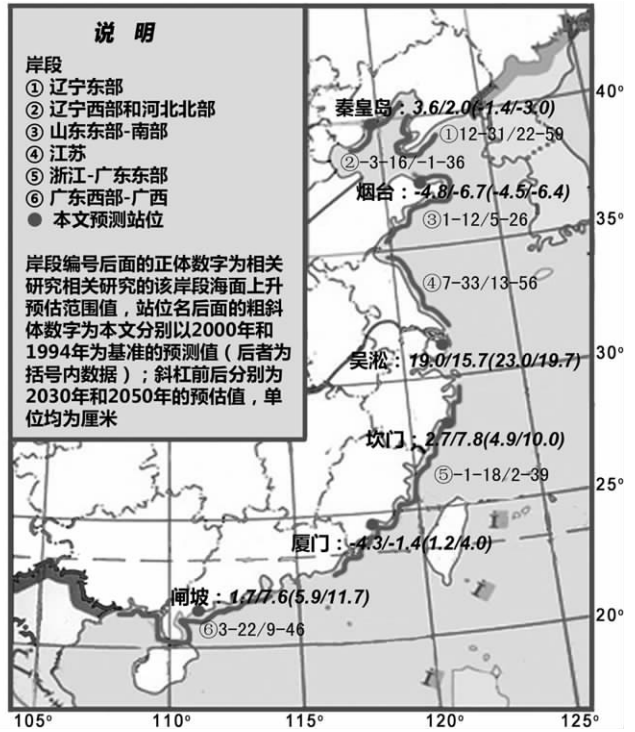 说 明
岸段
① 辽宁东部
② 辽宁西部和河北北部
③ 山东东部-南部
④ 江苏
⑤ 浙江-广东东部
⑥ 广东西部-广西
● 本文预测站位
岸段编号后面的正体数字为相关
研究相关研究的该岸段海面上升
预估范围值，站位名后面的粗斜
体数字为本文分别以2000年和
1994年为基准的预测值（后者为
括号内数据）；斜杠前后分别为
2030年和2050年的预估值，单
位均为厘米
秦皇岛：3.6/2.0(-1.4/-3.0)
①12-31/22-59
②-3-16/-1-36
烟台：-4.8/-6.7(-4.5/-6.4)
③1-12/5-26
④7-33/13-56
吴淞：19.0/15.7(23.0/19.7)
坎门：2.7/7.8(4.9/10.0)
⑤-1-18/2-39
厦门：-4.3/-1.4(1.2/4.0)
闸坡：1.7/7.6(5.9/11.7)
⑥3-22/9-46
40°
35°
30°
25°
20°
105°
110°
115°
120°
125°